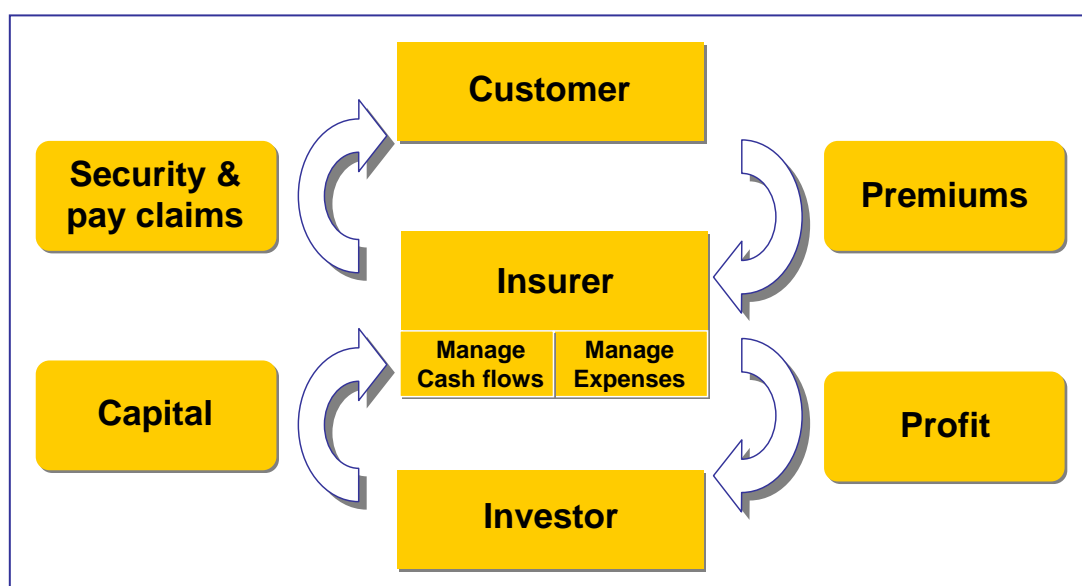 Customer
Security &
pay claims
Premiums
Insurer
Manage
Cash flows
Manage
Expenses
Capital
Profit
Investor